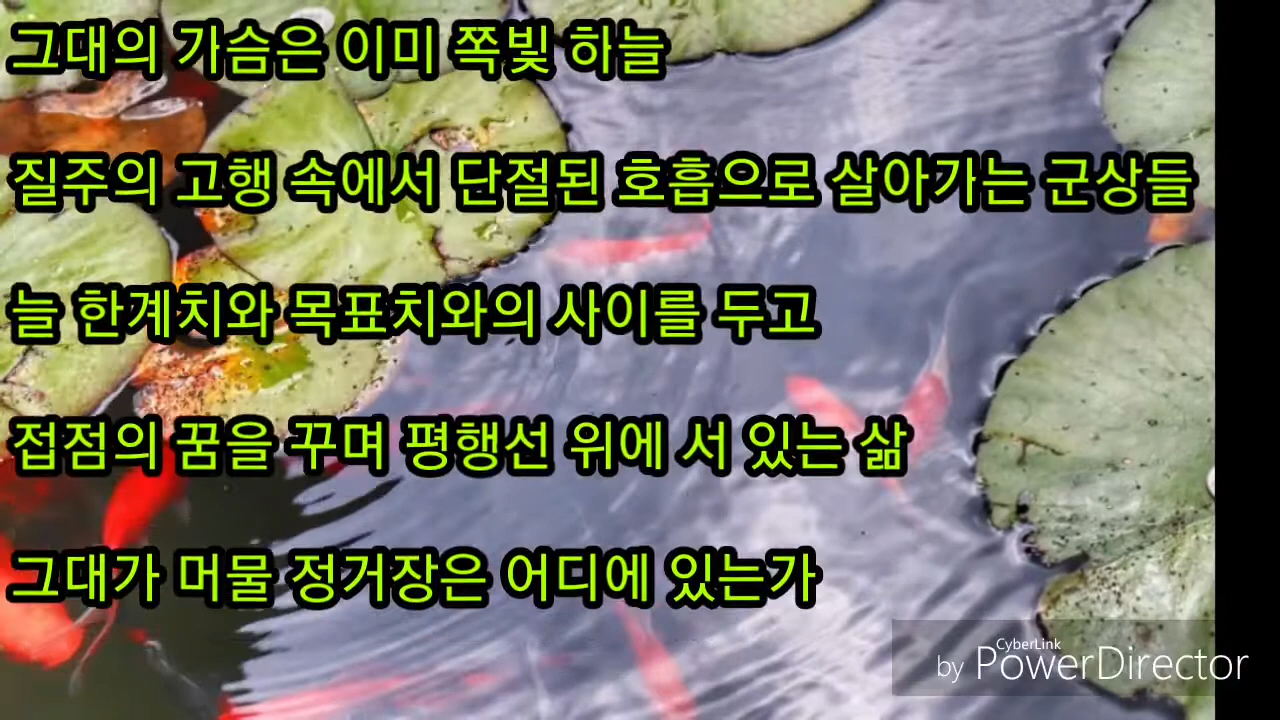 그대의 가슴은 이미 쪽빛 하늘
질주의 고행 속에서 단절된 호흡으로 살아가는 군상들
늘 한계치와 목표치와의 사이를 두고
접점의 꿈을 꾸며 평행선 위에 서 있는 삶
그대가 머물 정거장은 어디에 있는가
CyberLink
by PowerDirector